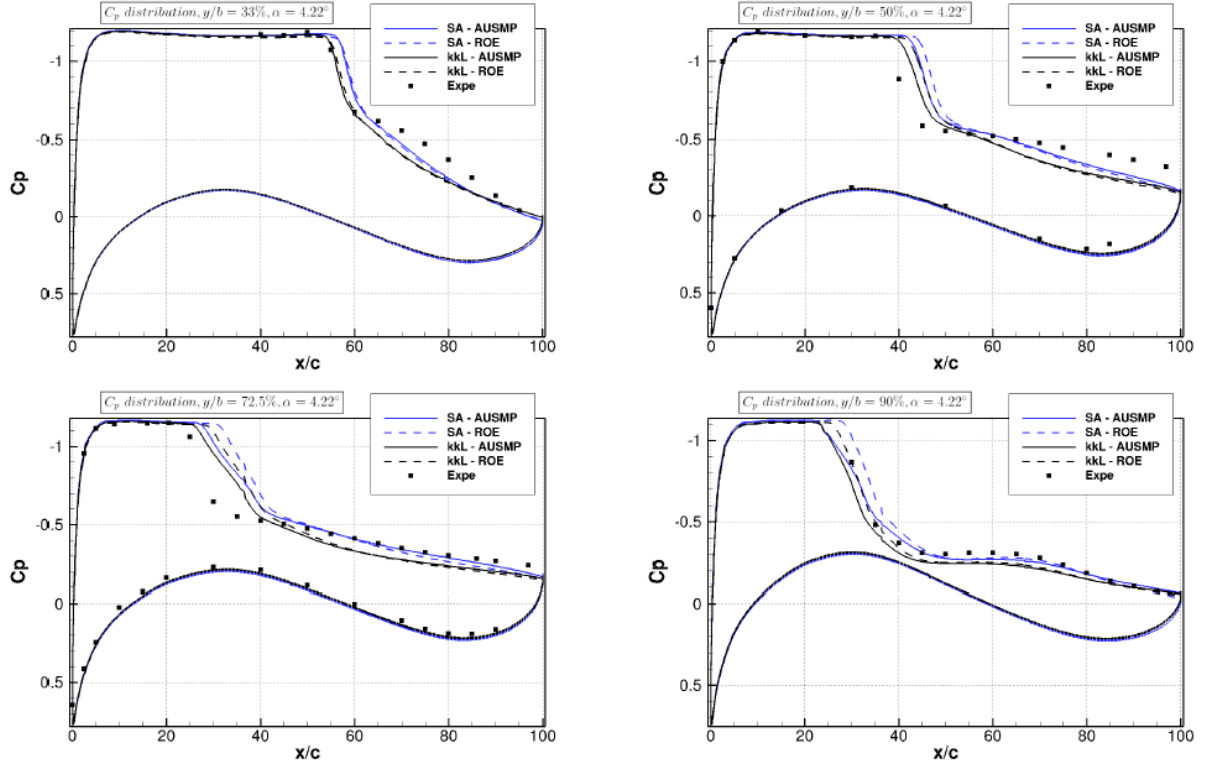 C_p distribution, y/b = 33%, α = 4.22°
SA - AUSMP
SA - ROE
kkL - AUSMP
kkL - ROE
Expe
Cp
-1
-0.5
0
0.5
0 20 40 60 80 100
x/c
C_p distribution, y/b = 50%, α = 4.22°
SA - AUSMP
SA - ROE
kkL - AUSMP
kkL - ROE
Expe
Cp
-1
-0.5
0
0.5
0 20 40 60 80 100
x/c
C_p distribution, y/b = 72.5%, α = 4.22°
SA - AUSMP
SA - ROE
kkL - AUSMP
kkL - ROE
Expe
Cp
-1
-0.5
0
0.5
0 20 40 60 80 100
x/c
C_p distribution, y/b = 90%, α = 4.22°
SA - AUSMP
SA - ROE
kkL - AUSMP
kkL - ROE
Expe
Cp
-1
-0.5
0
0.5
0 20 40 60 80 100
x/c